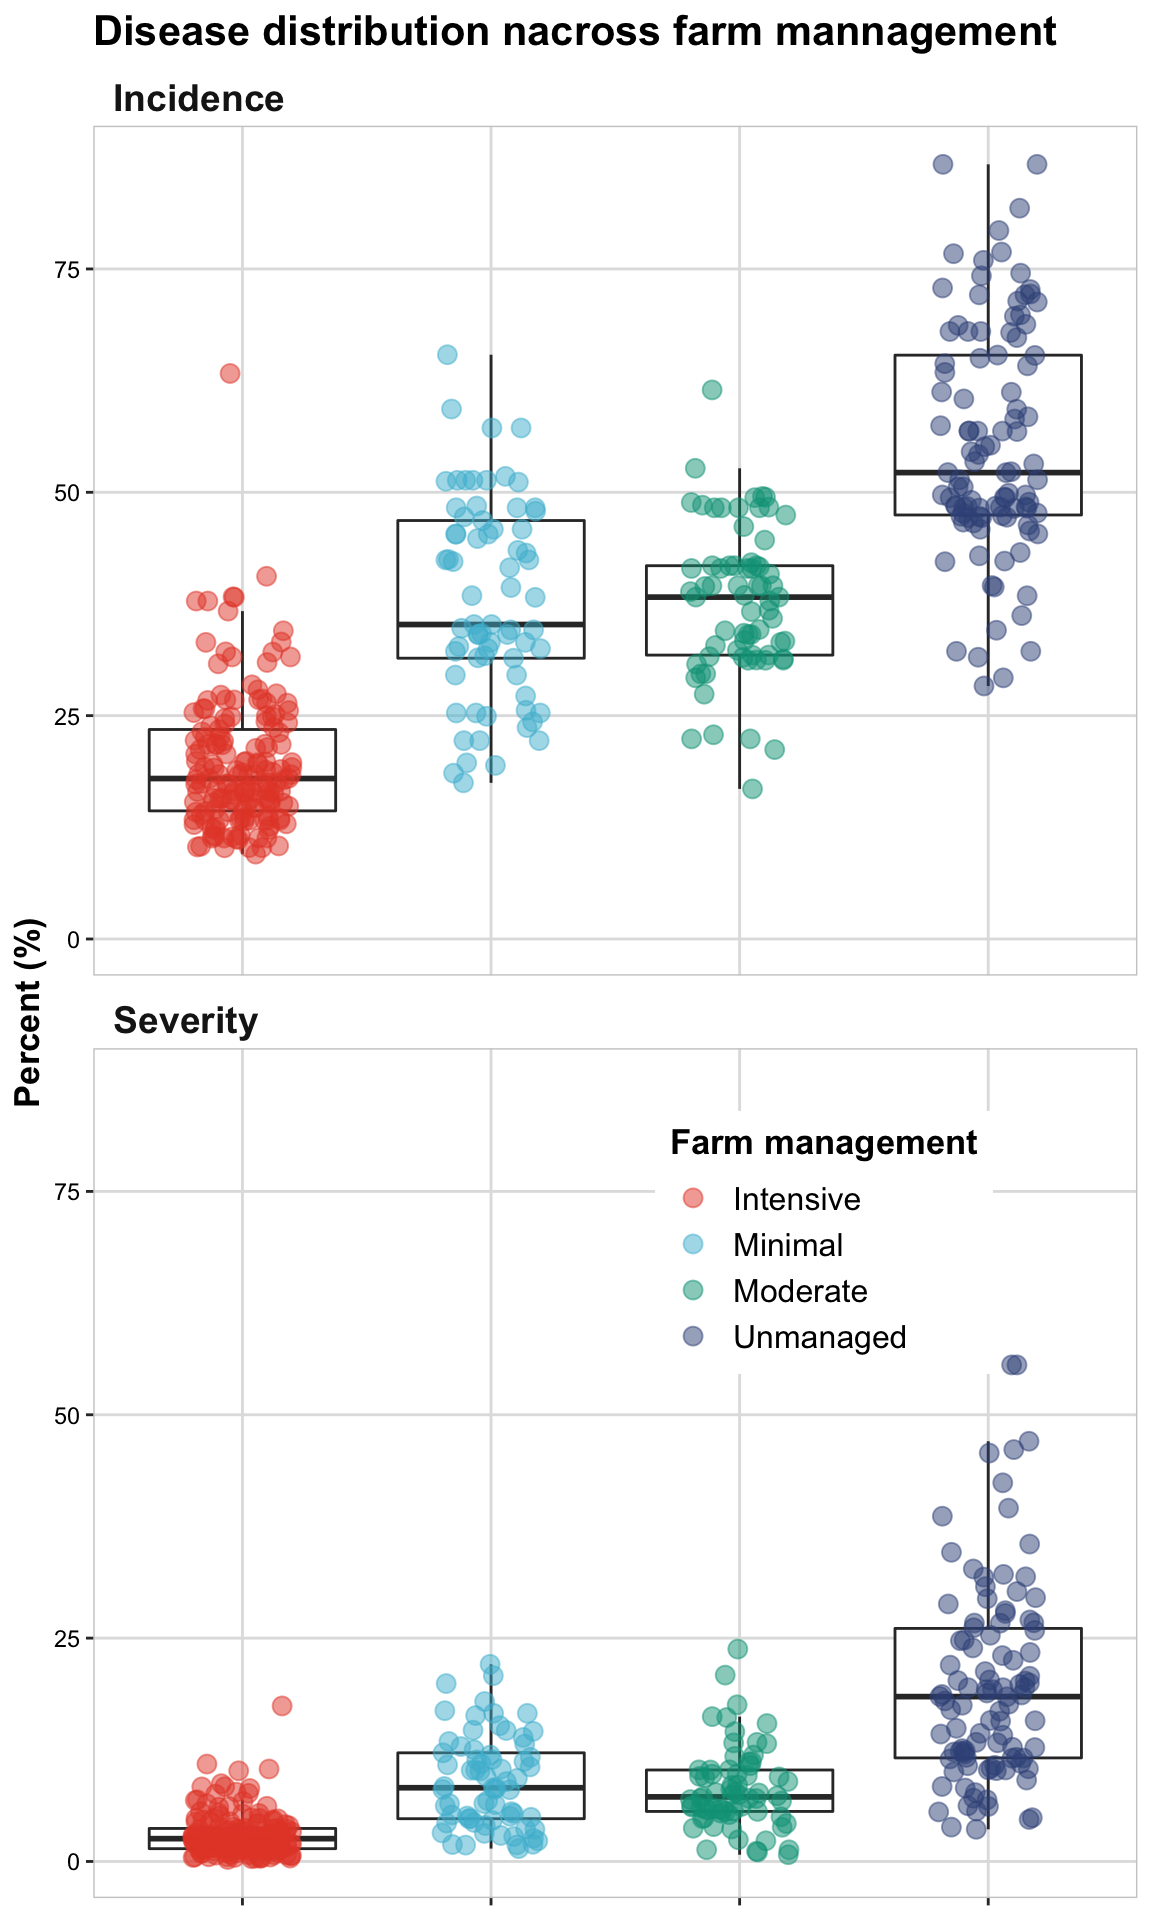 Disease distribution nacross farm mannagement
Incidence
75
50
25
0
Percent (%)
Severity
75
50
25
0
Farm management
Intensive
Minimal
Moderate
Unmanaged